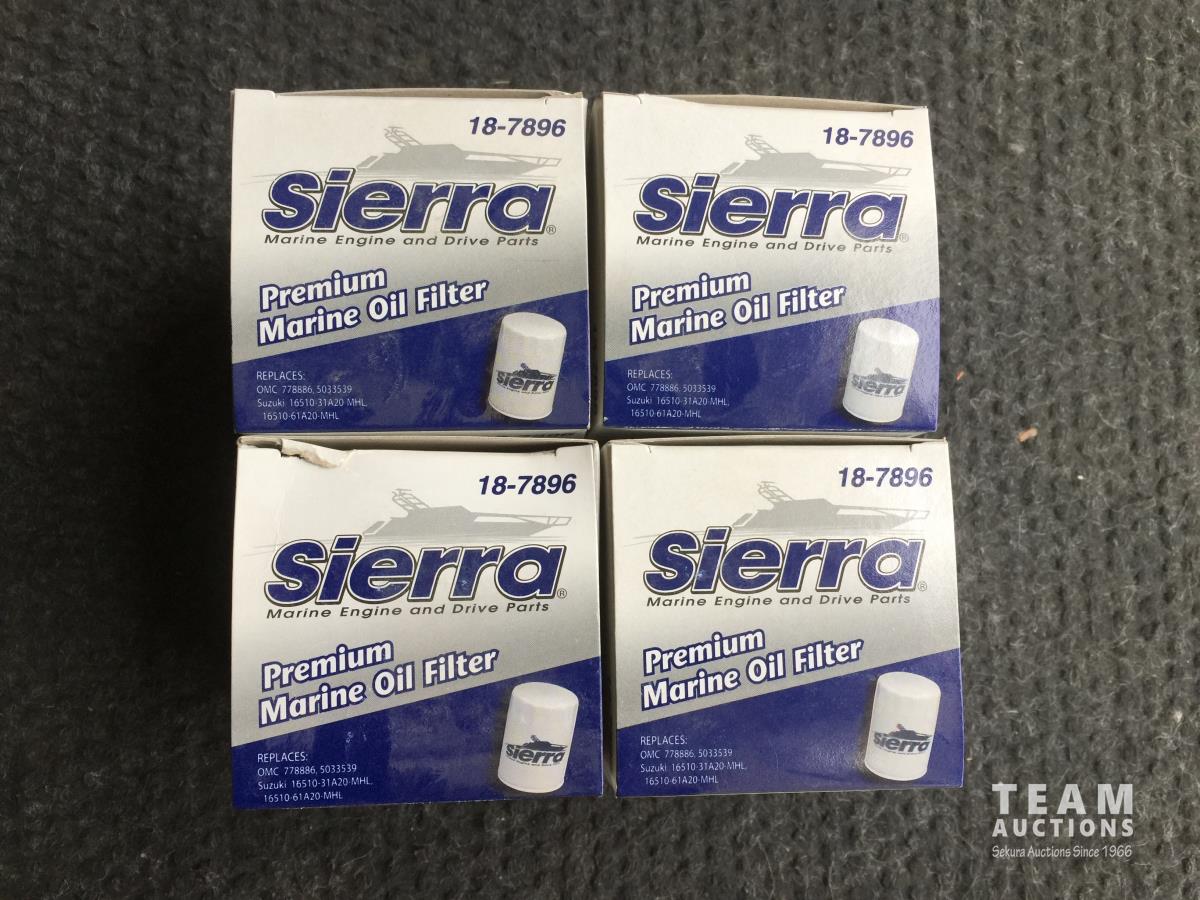 18-7896
Sierra®
Marine Engine and Drive Parts
Premium
Marine Oil Filter
Sierra
REPLACES:
OMC 778886, 5033539
Suzuki 16510-31A20-MHL,
16510-61A20-MHL
18-7896
Sierra®
Marine Engine and Drive Parts
Premium
Marine Oil Filter
Sierra
REPLACES:
OMC 778886, 5033539
Suzuki 16510-31A20-MHL,
16510-61A20-MHL
18-7896
Sierra®
Marine Engine and Drive Parts
Premium
Marine Oil Filter
Sierra
REPLACES:
OMC 778886, 5033539
Suzuki 16510-31A20-MHL,
16510-61A20-MHL
18-7896
Sierra®
Marine Engine and Drive Parts
Premium
Marine Oil Filter
Sierra
REPLACES:
OMC 778886, 5033539
Suzuki 16510-31A20-MHL,
16510-61A20-MHL
TEAM
AUCTIONS
Sekura Auctions Since 1966